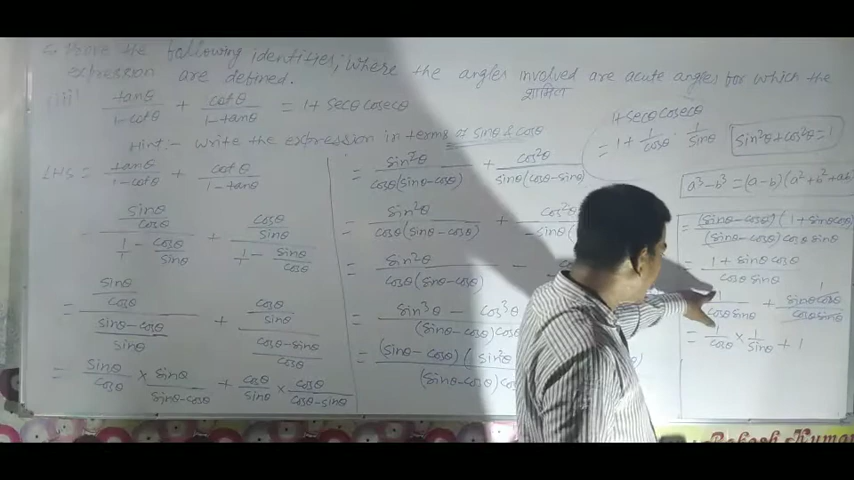 5. Prove the following identities, where the angles involved are acute angles for which the
expression are defined.
शामिल
(iii) tanθ/1-cotθ + cotθ/1-tanθ = 1+ secθ cosecθ
Hint:- Write the expression in terms of sinθ & cosθ
LHS = tanθ/1-cotθ + cotθ/1-tanθ
sinθ/cosθ / 1/1 - cosθ/sinθ + cosθ/sinθ / 1/1 - sinθ/cosθ
= sinθ/cosθ / sinθ-cosθ/sinθ + cosθ/sinθ / cosθ-sinθ/cosθ
= sinθ/cosθ × sinθ/sinθ-cosθ + cosθ/sinθ × cosθ/cosθ-sinθ
= sin²θ/cosθ(sinθ-cosθ) + cos²θ/sinθ(cosθ-sinθ)
= sin²θ/cosθ(sinθ-cosθ) + cos²θ/-sinθ
= sin²θ/cosθ(sinθ-cosθ) -
= sin³θ - cos³θ/(sinθ-cosθ)cosθ
= (sinθ-cosθ)(sin²θ/(sinθ-cosθ)
1+secθ cosecθ
= 1 + 1/cosθ · 1/sinθ
sin²θ+cos²θ=1
a³-b³=(a-b)(a²+b²+ab)
= (sinθ-cosθ)(1+sinθcosθ)/(sinθ-cosθ)cosθ sinθ
= 1+sinθ cosθ/cosθ sinθ
1/cosθ sinθ + sinθcosθ/cosθsinθ 1
= 1/cosθ × 1/sinθ + 1
Rakesh Kumar